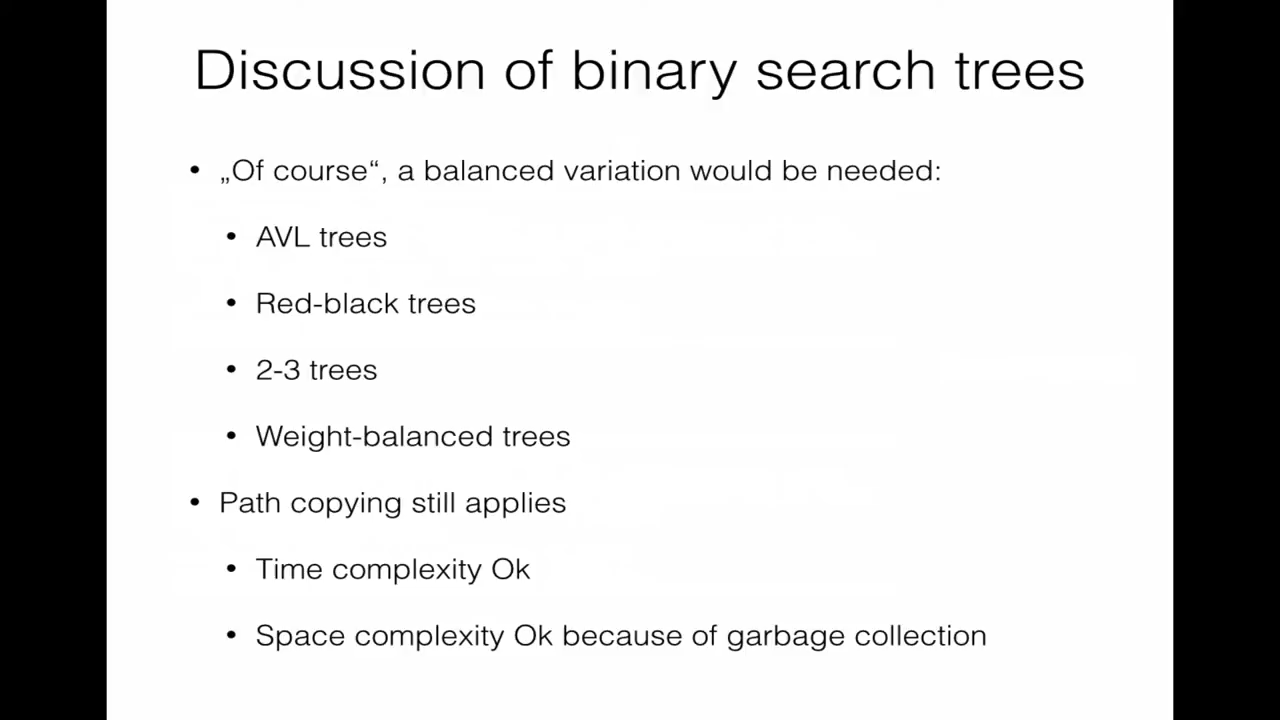 Discussion of binary search trees
• „Of course“, a balanced variation would be needed:
• AVL trees
• Red-black trees
• 2-3 trees
• Weight-balanced trees
• Path copying still applies
• Time complexity Ok
• Space complexity Ok because of garbage collection